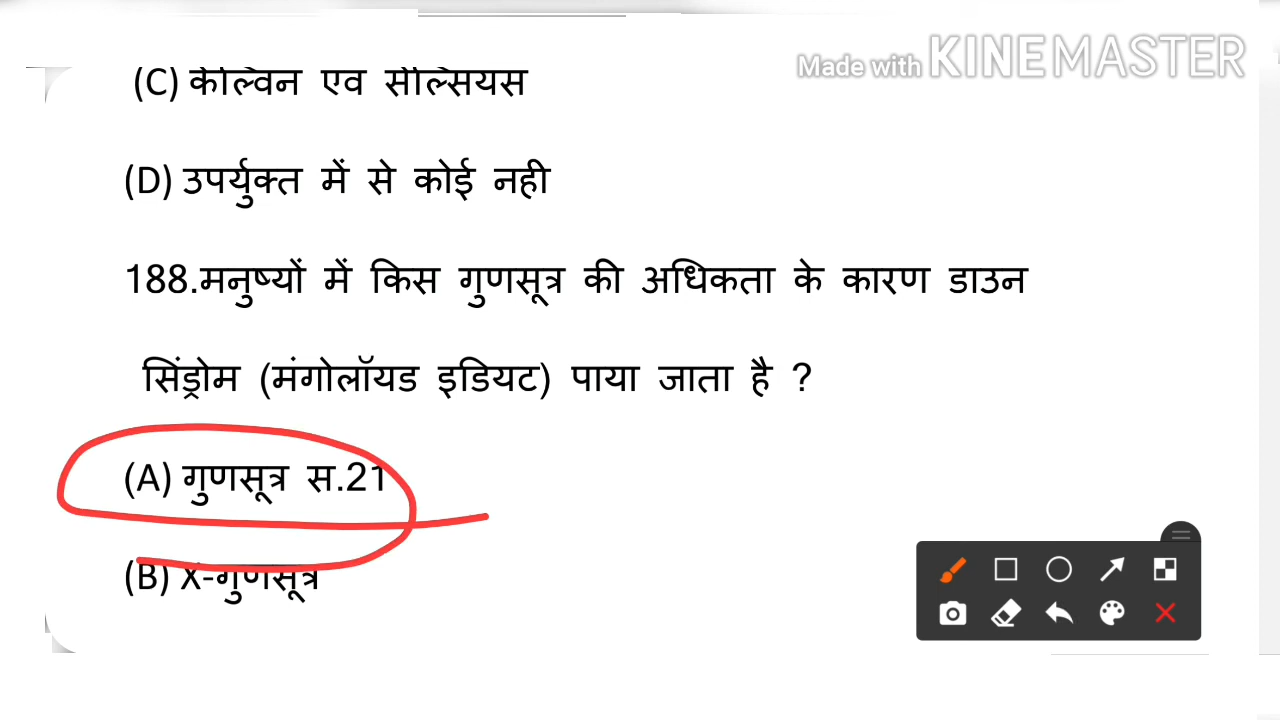 Made with KINEMASTER
(C) केल्विन एव सेल्सियस
(D) उपर्युक्त में से कोई नही
188.मनुष्यों में किस गुणसूत्र की अधिकता के कारण डाउन
सिंड्रोम (मंगोलॉयड इडियट) पाया जाता है ?
(A) गुणसूत्र स.21
(B) X-गुणसूत्र